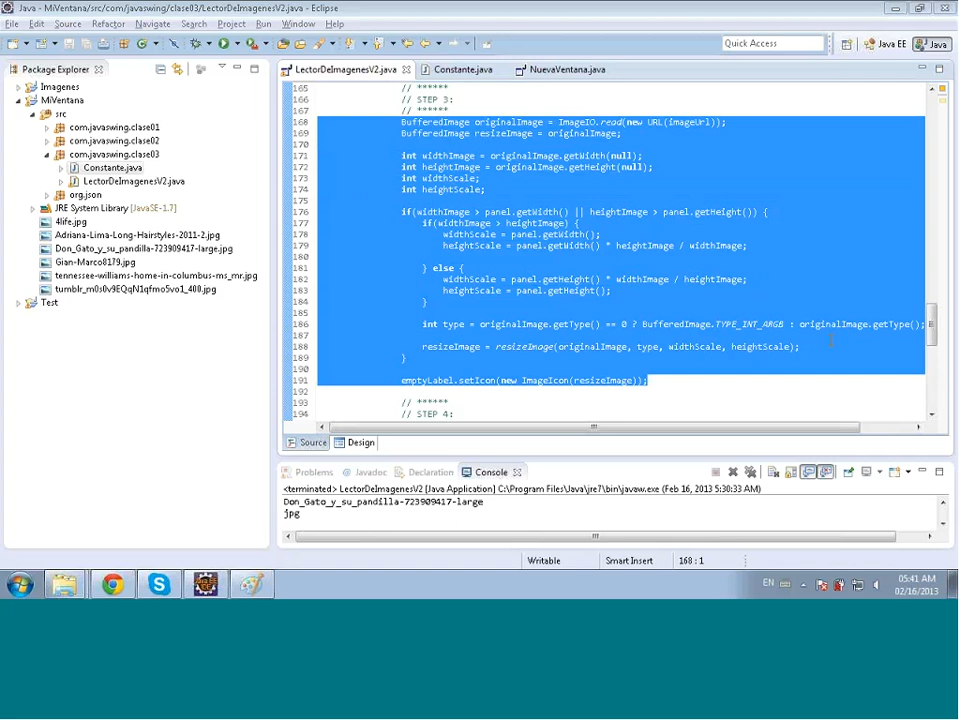 Java - MiVentana/src/com/javaswing/clase03/LectorDeImagenesV2.java - Eclipse
File Edit Source Refactor Navigate Search Project Run Window Help
Quick Access Java EE Java
Package Explorer
Imagenes
MiVentana
src
com.javaswing.clase01
com.javaswing.clase02
com.javaswing.clase03
Constante.java
LectorDeImagenesV2.java
org.json
JRE System Library [JavaSE-1.7]
4life.jpg
Adriana-Lima-Long-Hairstyles-2011-2.jpg
Don_Gato_y_su_pandilla-723909417-large.jpg
Gian-Marco8179.jpg
tennessee-williams-home-in-columbus-ms_mr.jpg
tumblr_m0s0v9EQqN1qfmo5vo1_400.jpg
Test
LectorDeImagenesV2.java Constante.java NuevaVentana.java
165 // ******
166 // STEP 3:
167 // ******
168 BufferedImage originalImage = ImageIO.read(new URL(imageUrl));
169 BufferedImage resizeImage = originalImage;
170
171 int widthImage = originalImage.getWidth(null);
172 int heightImage = originalImage.getHeight(null);
173 int widthScale;
174 int heightScale;
175
176 if(widthImage > panel.getWidth() || heightImage > panel.getHeight()) {
177 if(widthImage > heightImage) {
178 widthScale = panel.getWidth();
179 heightScale = panel.getWidth() * heightImage / widthImage;
180
181 } else {
182 widthScale = panel.getHeight() * widthImage / heightImage;
183 heightScale = panel.getHeight();
184 }
185
186 int type = originalImage.getType() == 0 ? BufferedImage.TYPE_INT_ARGB : originalImage.getType();
187
188 resizeImage = resizeImage(originalImage, type, widthScale, heightScale);
189 }
190
191 emptyLabel.setIcon(new ImageIcon(resizeImage));
192
193 // ******
194 // STEP 4:
Source Design
Problems Javadoc Declaration Console
<terminated> LectorDeImagenesV2 [Java Application] C:\Program Files\Java\jre7\bin\javaw.exe (Feb 16, 2013 5:30:33 AM)
Don_Gato_y_su_pandilla-723909417-large
jpg
Writable Smart Insert 168 : 1
EN 05:41 AM
02/16/2013